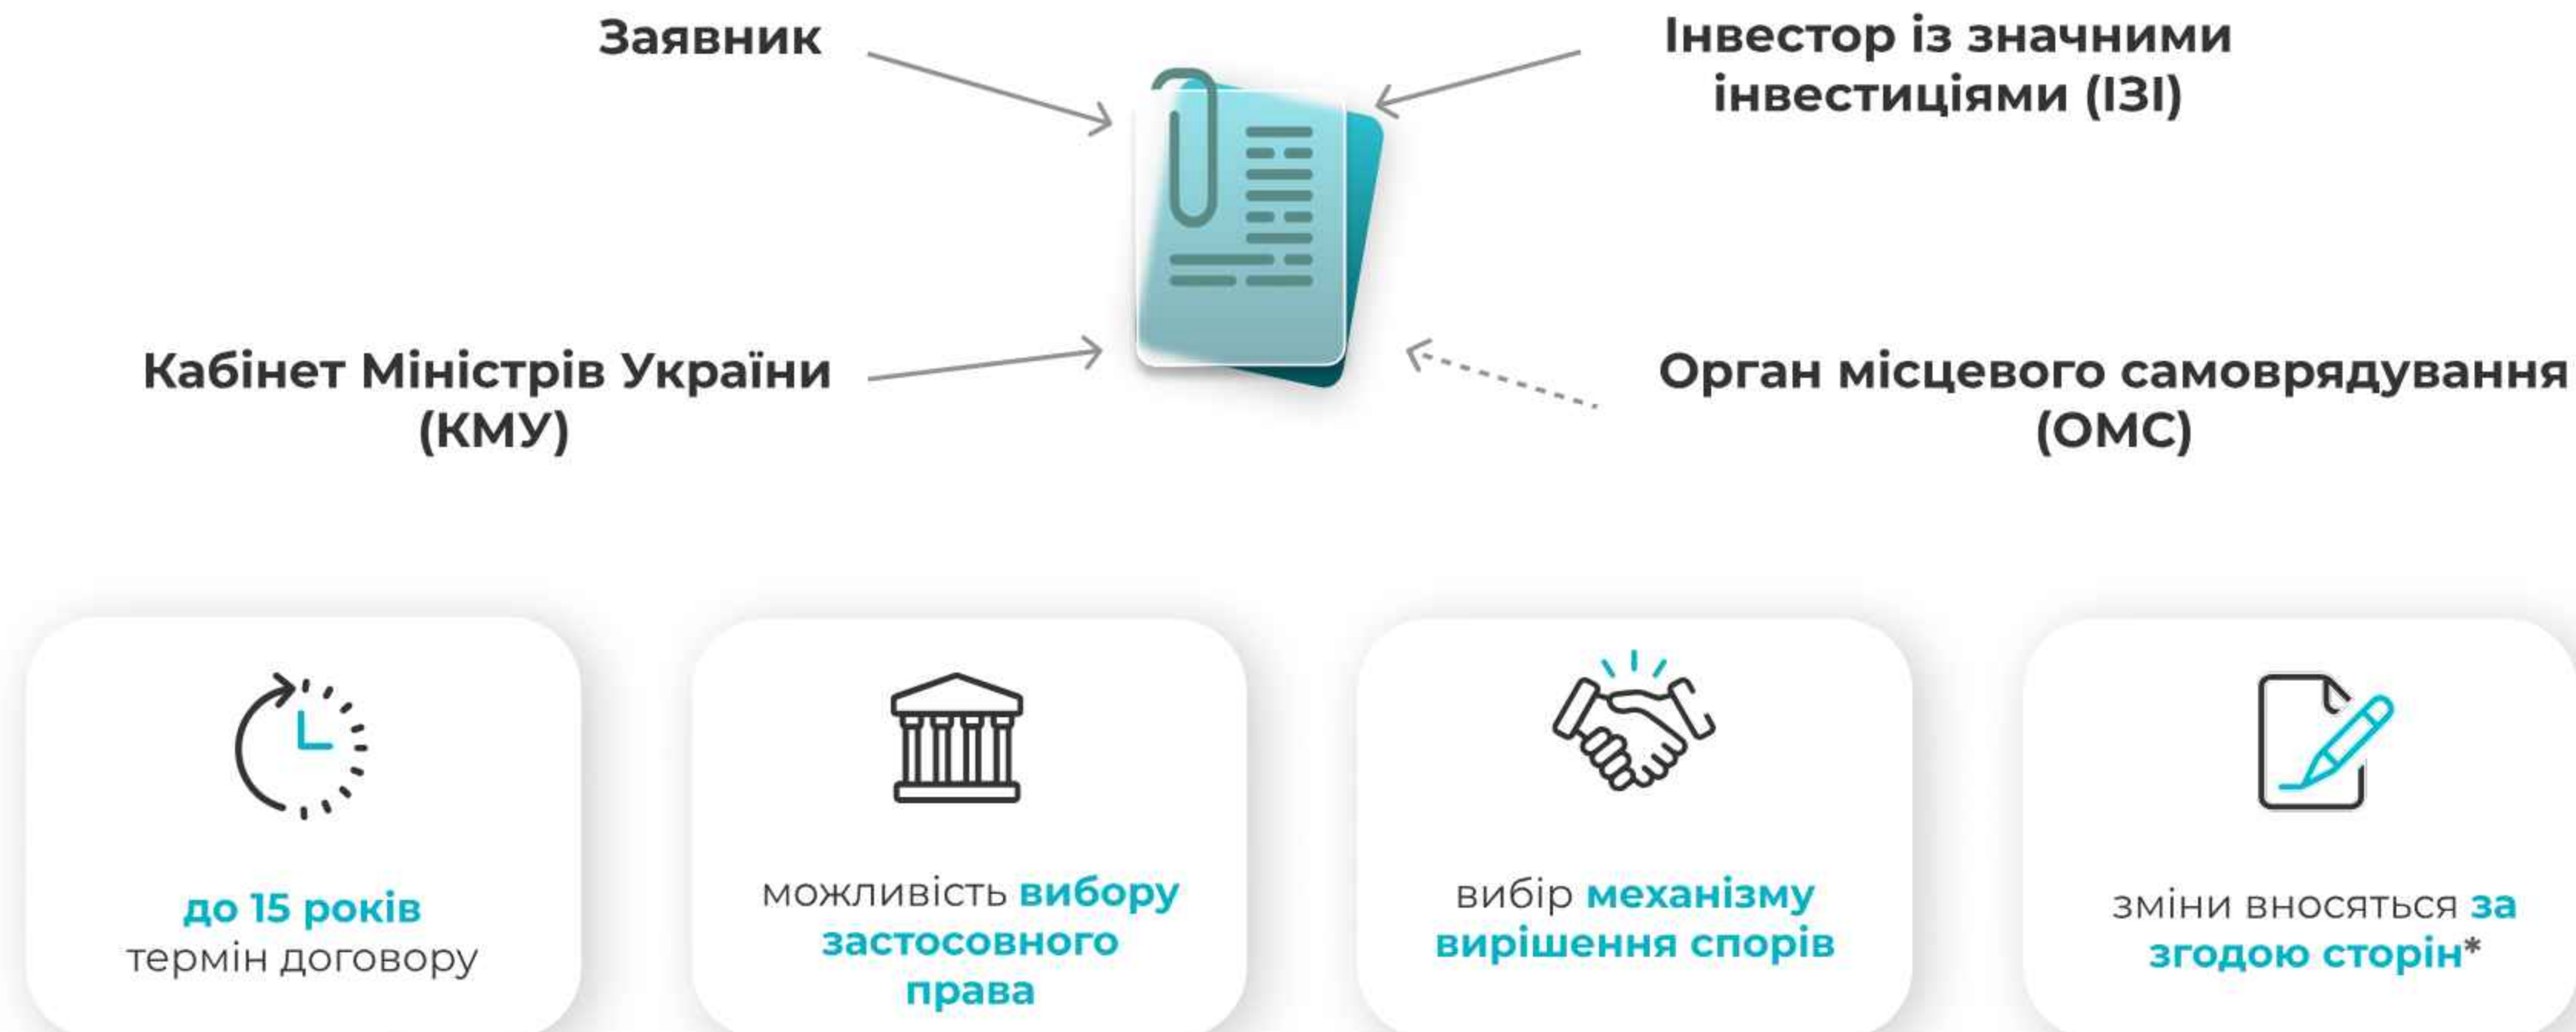 Заявник
Інвестор із значними
інвестиціями (ІЗІ)
Кабінет Міністрів України
(КМУ)
Орган місцевого самоврядування
(ОМС)
до 15 років
термін договору
можливість вибору
застосовного
права
вибір механізму
вирішення спорів
зміни вносяться за
згодою сторін*